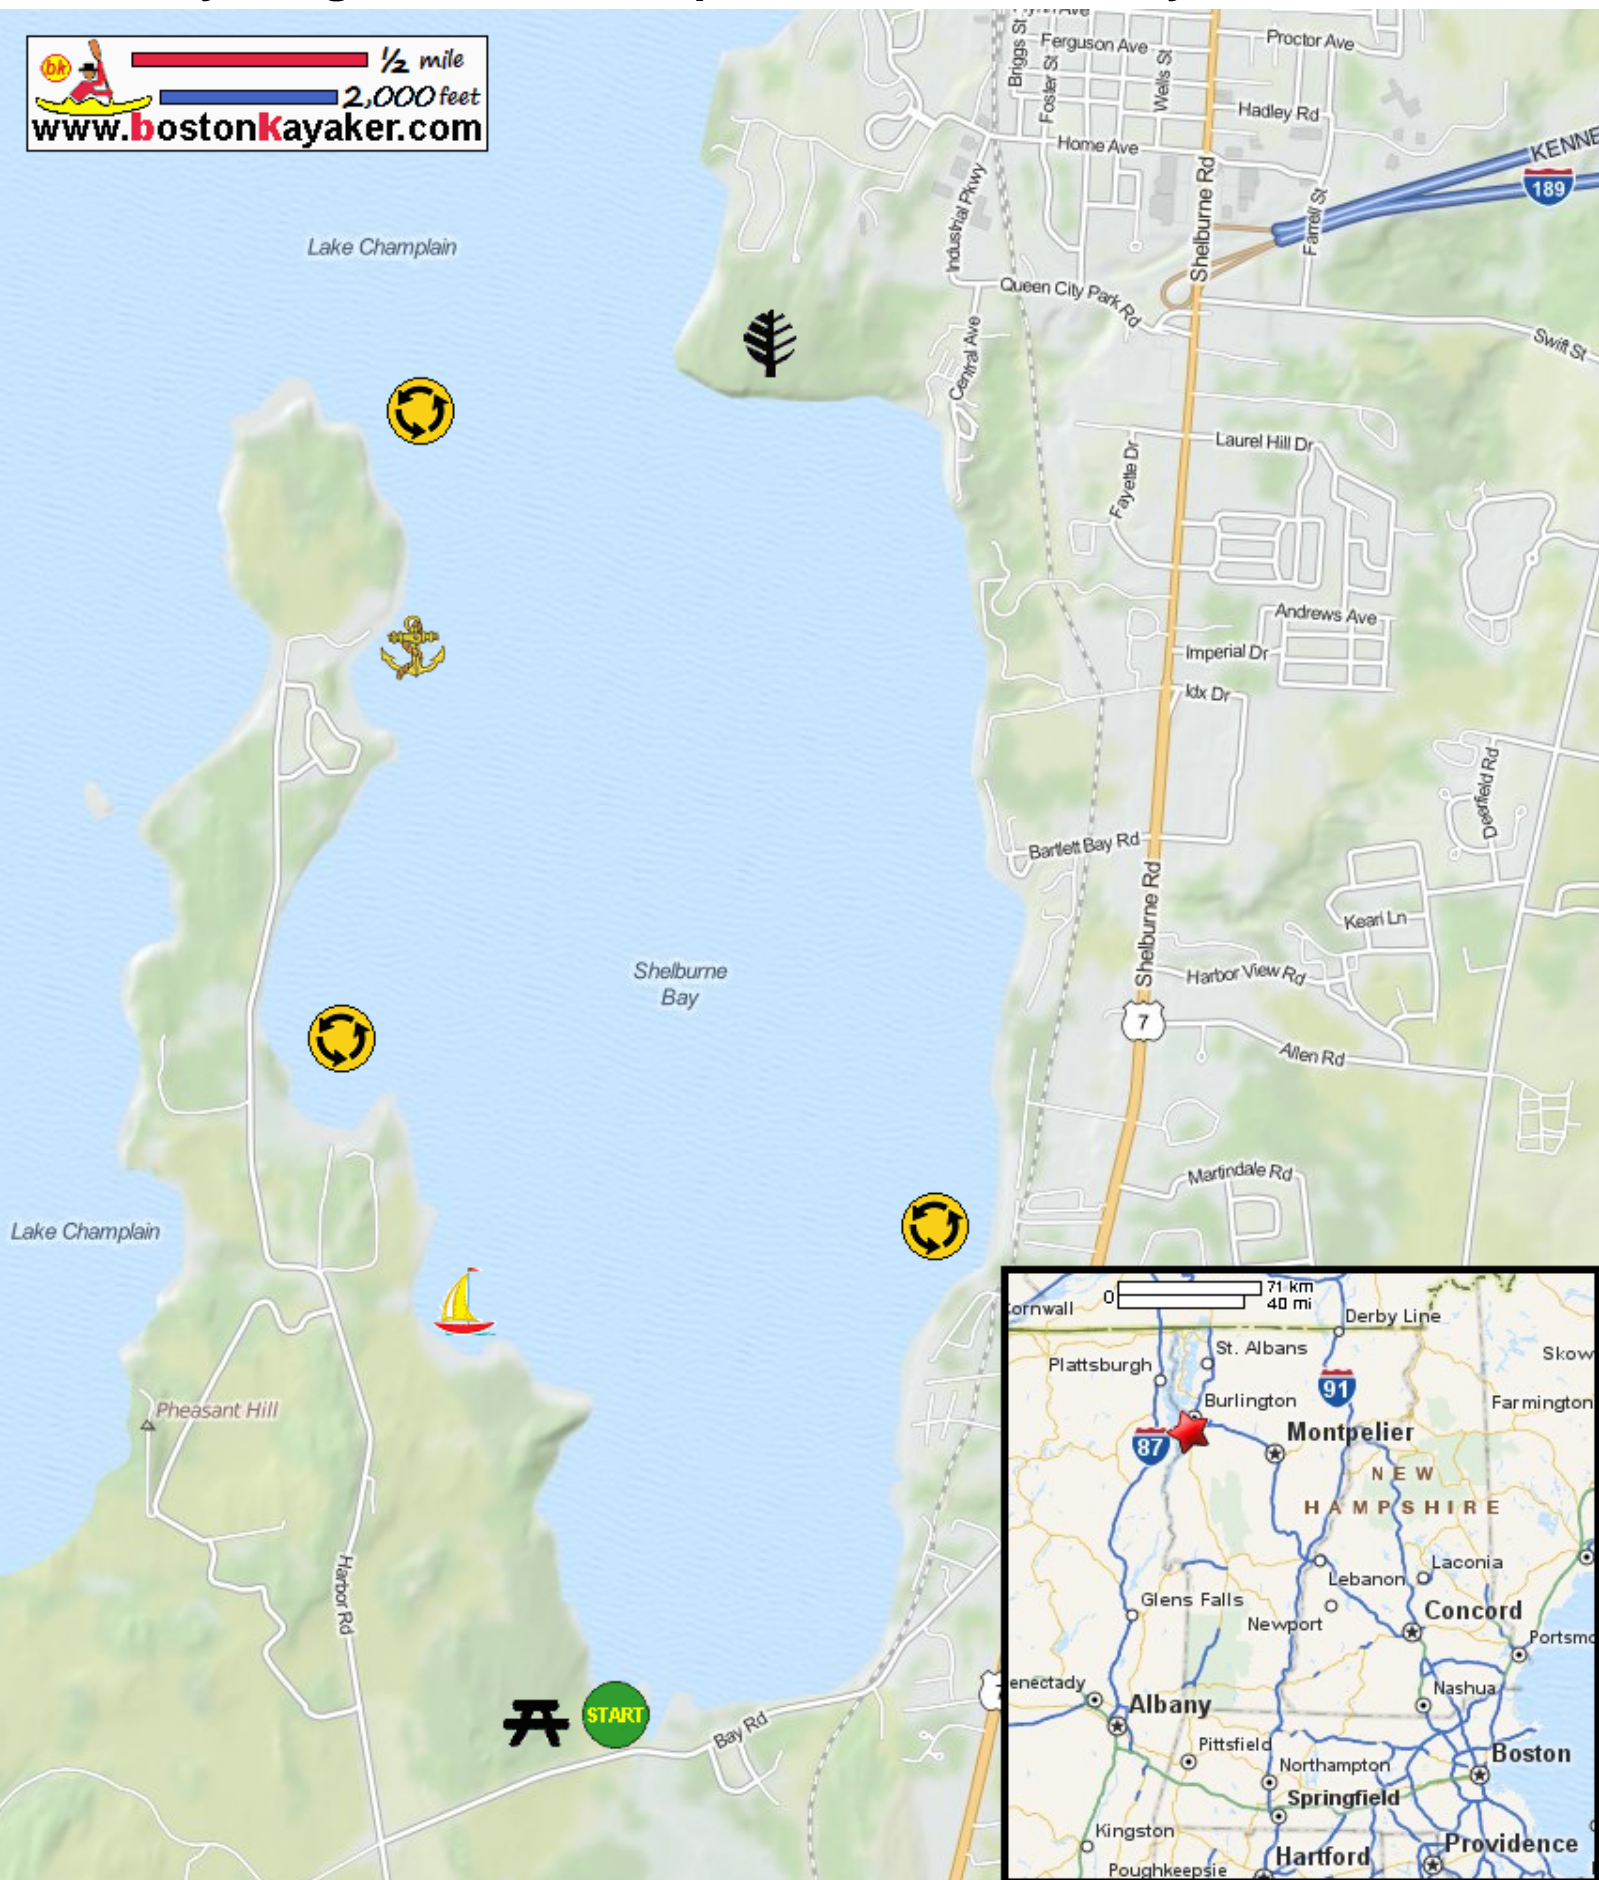 bk
½ mile
2,000 feet
www.bostonkayaker.com
Ferguson Ave
Proctor Ave
Briggs St
Foster St
Wells St
Hadley Rd
Home Ave
KENNE
189
Industrial Pkwy
Shelburne Rd
Farrell St
Lake Champlain
Queen City Park Rd
Swift St
Central Ave
Laurel Hill Dr
Fayette Dr
Andrews Ave
Imperial Dr
Idx Dr
Deerfield Rd
Bartlett Bay Rd
Shelburne Rd
Kearl Ln
Shelburne
Bay
Harbor View Rd
7
Allen Rd
Martindale Rd
Lake Champlain
Pheasant Hill
Harbor Rd
START
Bay Rd
7
0
71 km
40 mi
Cornwall
Derby Line
St. Albans
Plattsburgh
Skow
91
Burlington
Farmington
87
Montpelier
NEW
HAMPSHIRE
Laconia
Lebanon
Glens Falls
Newport
Concord
Portsmo
enectady
Nashua
Albany
Pittsfield
Boston
Northampton
Springfield
Kingston
Providence
Hartford
Poughkeepsie